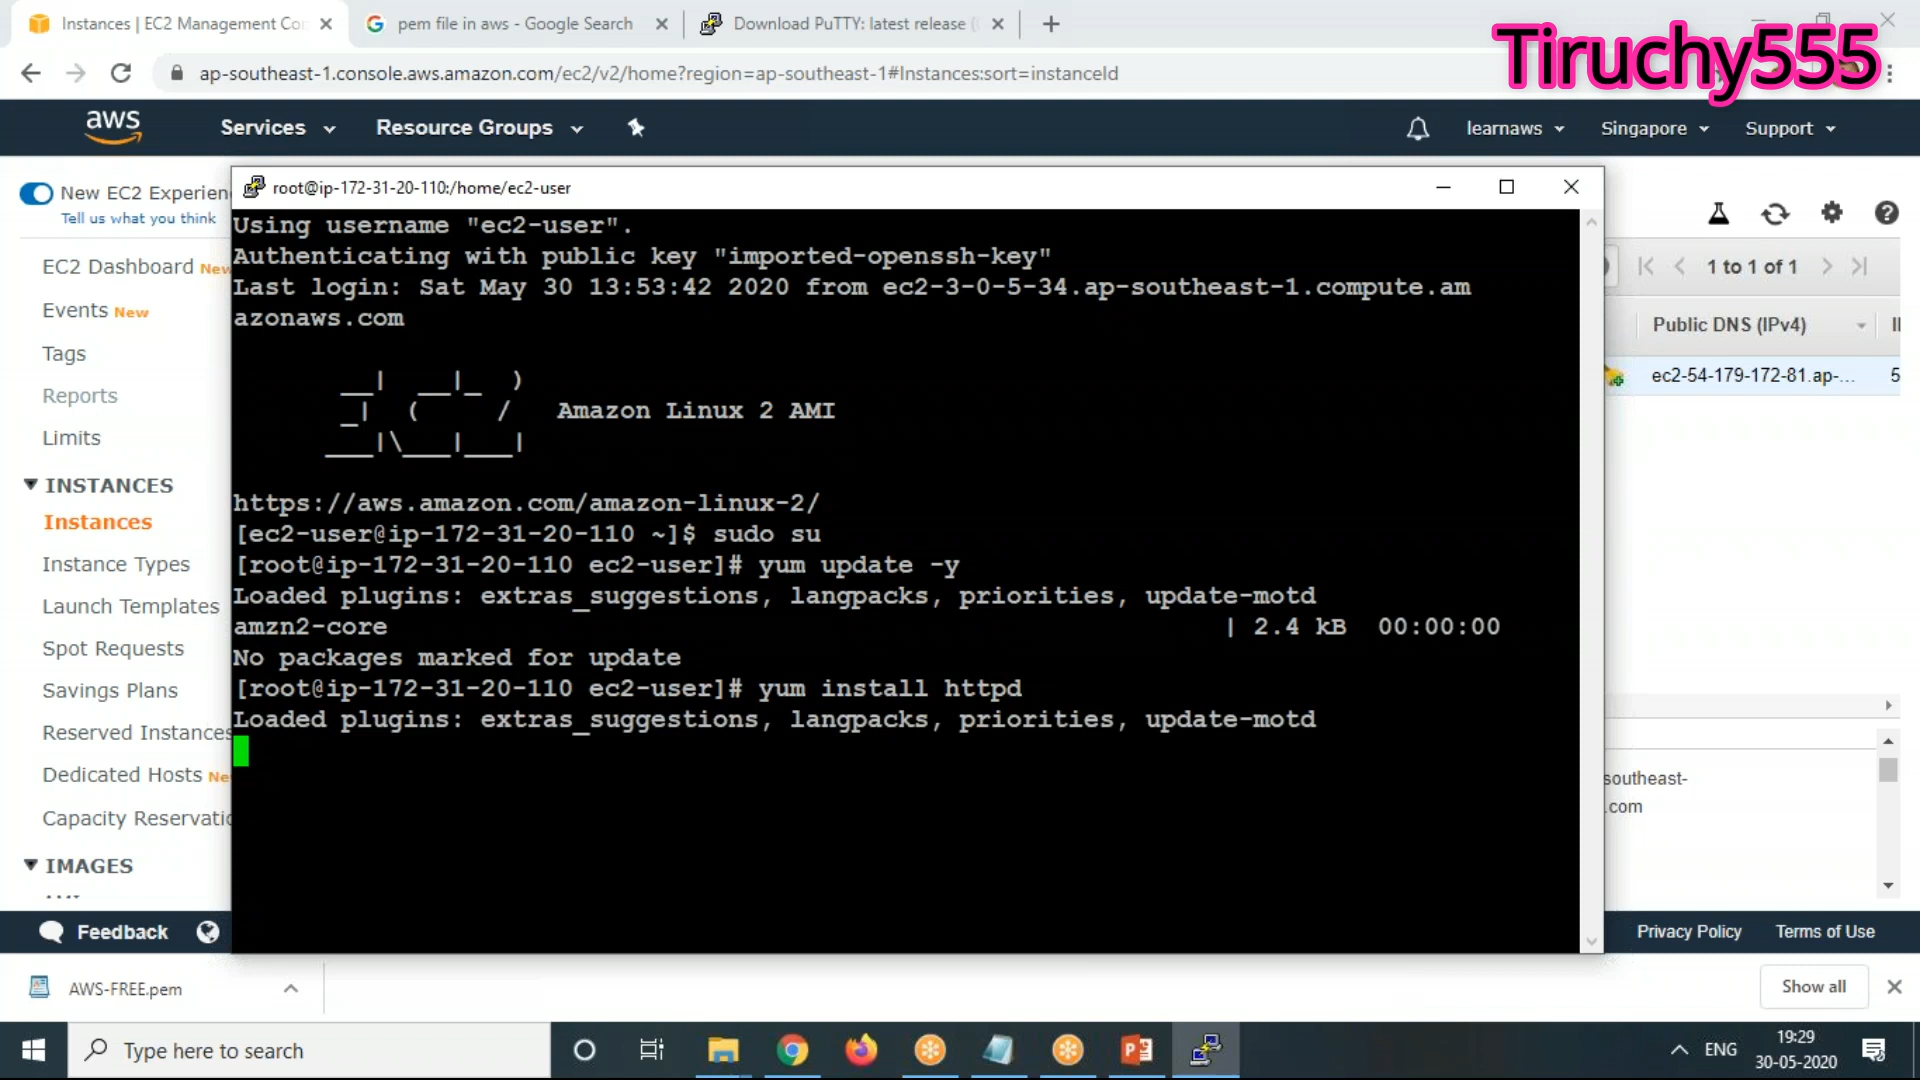 Instances | EC2 Management Con
pem file in aws - Google Search
Download PuTTY: latest release (
Tiruchy555
ap-southeast-1.console.aws.amazon.com/ec2/v2/home?region=ap-southeast-1#Instances:sort=instanceId
aws
Services
Resource Groups
learnaws
Singapore
Support
New EC2 Experien
Tell us what you think
EC2 Dashboard New
Events New
Tags
Reports
Limits
INSTANCES
Instances
Instance Types
Launch Templates
Spot Requests
Savings Plans
Reserved Instances
Dedicated Hosts Ne
Capacity Reservatio
IMAGES
root@ip-172-31-20-110:/home/ec2-user
Using username "ec2-user".
Authenticating with public key "imported-openssh-key"
Last login: Sat May 30 13:53:42 2020 from ec2-3-0-5-34.ap-southeast-1.compute.am
azonaws.com
__|  __|_  )
_|  (     /   Amazon Linux 2 AMI
___|\___|___|
https://aws.amazon.com/amazon-linux-2/
[ec2-user@ip-172-31-20-110 ~]$ sudo su
[root@ip-172-31-20-110 ec2-user]# yum update -y
Loaded plugins: extras_suggestions, langpacks, priorities, update-motd
amzn2-core | 2.4 kB 00:00:00
No packages marked for update
[root@ip-172-31-20-110 ec2-user]# yum install httpd
Loaded plugins: extras_suggestions, langpacks, priorities, update-motd
1 to 1 of 1
Public DNS (IPv4)
ec2-54-179-172-81.ap-... 5
southeast-
.com
Feedback
Privacy Policy
Terms of Use
AWS-FREE.pem
Show all
Type here to search
ENG
19:29
30-05-2020